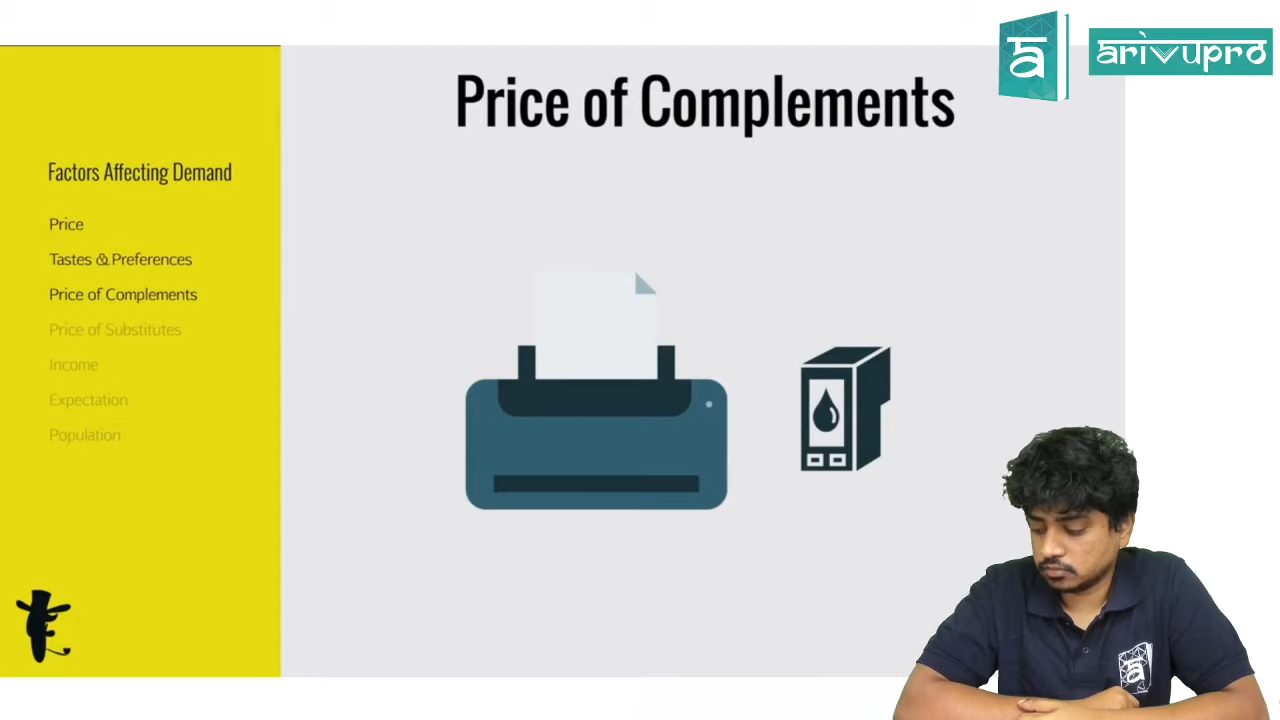 arivupro
Price of Complements
Factors Affecting Demand
Price
Tastes & Preferences
Price of Complements
Price of Substitutes
Income
Expectation
Population